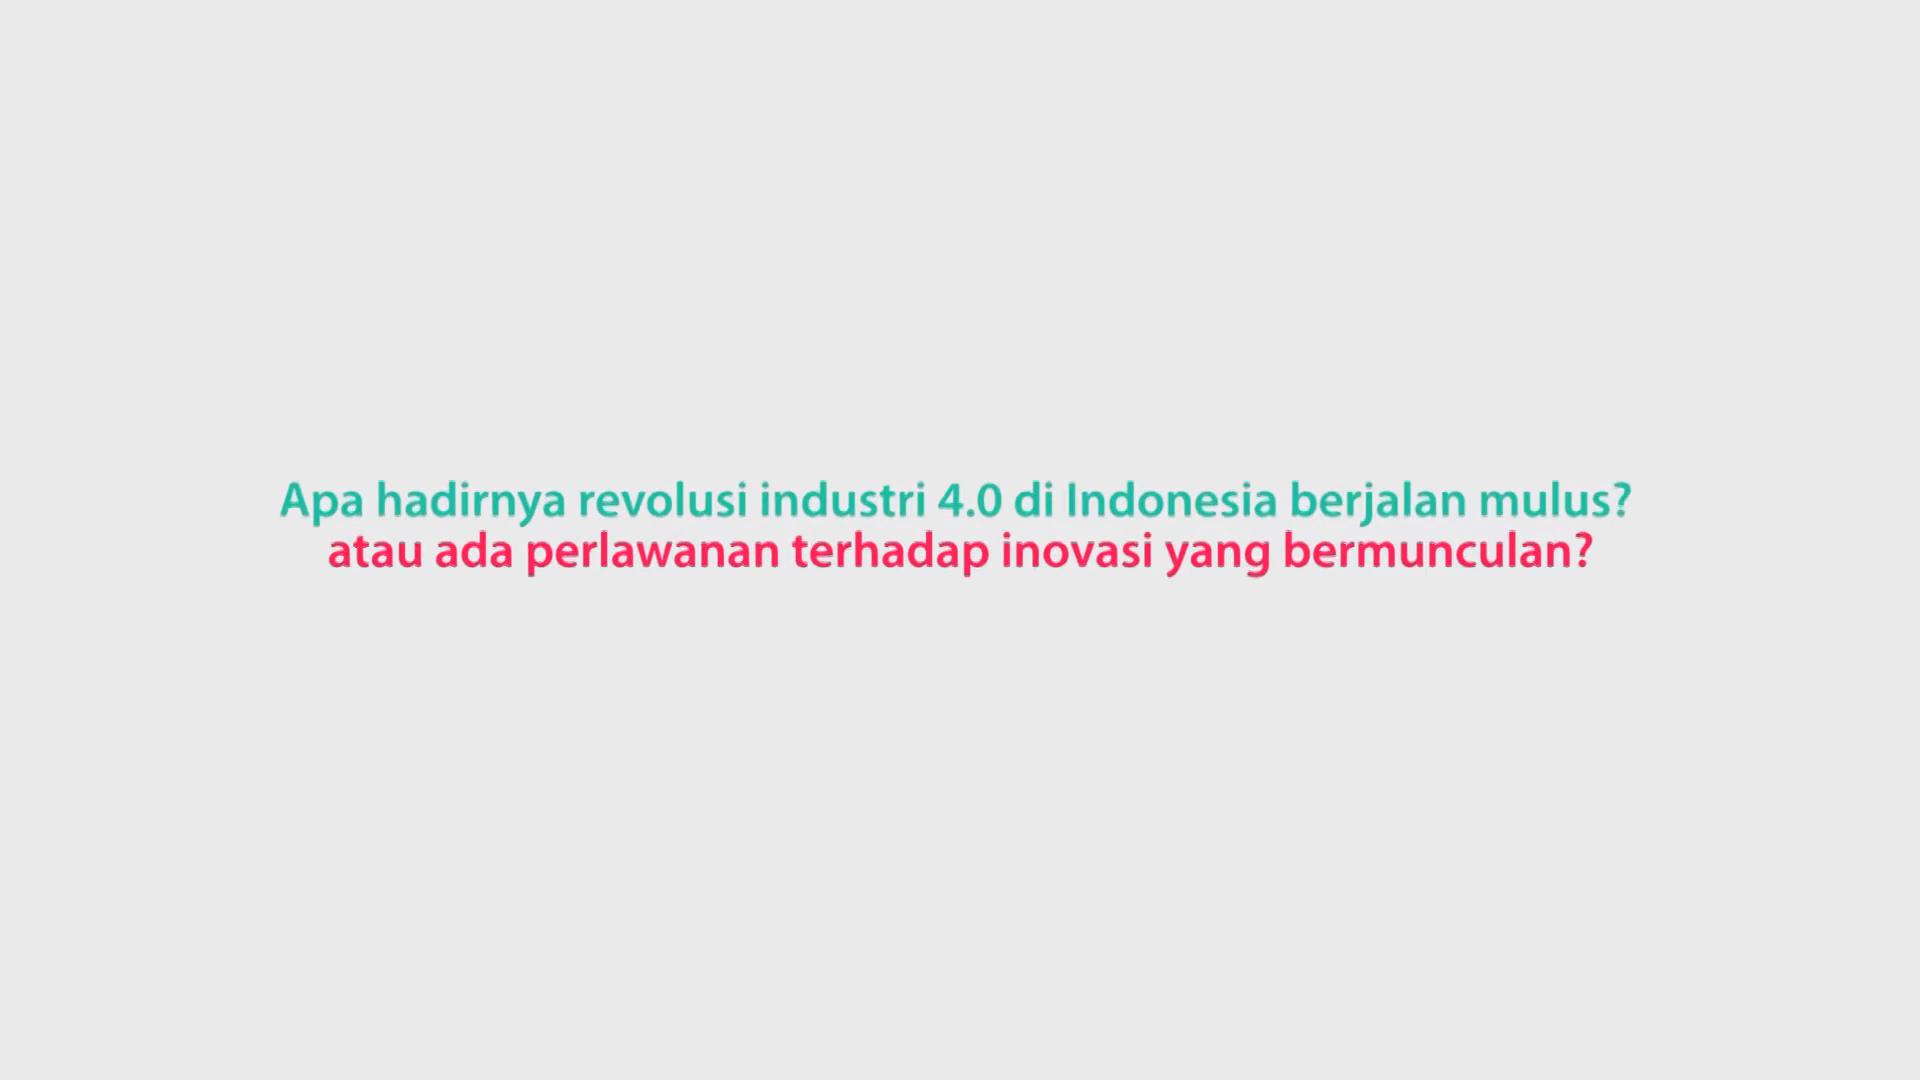 Apa hadirnya revolusi industri 4.0 di Indonesia berjalan mulus?
atau ada perlawanan terhadap inovasi yang bermunculan?